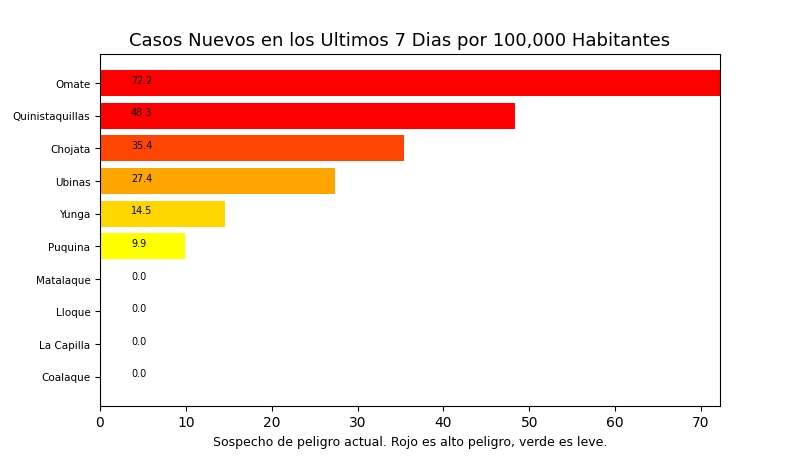 Casos Nuevos en los Ultimos 7 Dias por 100,000 Habitantes
Omate 72.2
Quinistaquillas 48.3
Chojata 35.4
Ubinas 27.4
Yunga 14.5
Puquina 9.9
Matalaque 0.0
Lloque 0.0
La Capilla 0.0
Coalaque 0.0
0 10 20 30 40 50 60 70
Sospecho de peligro actual. Rojo es alto peligro, verde es leve.